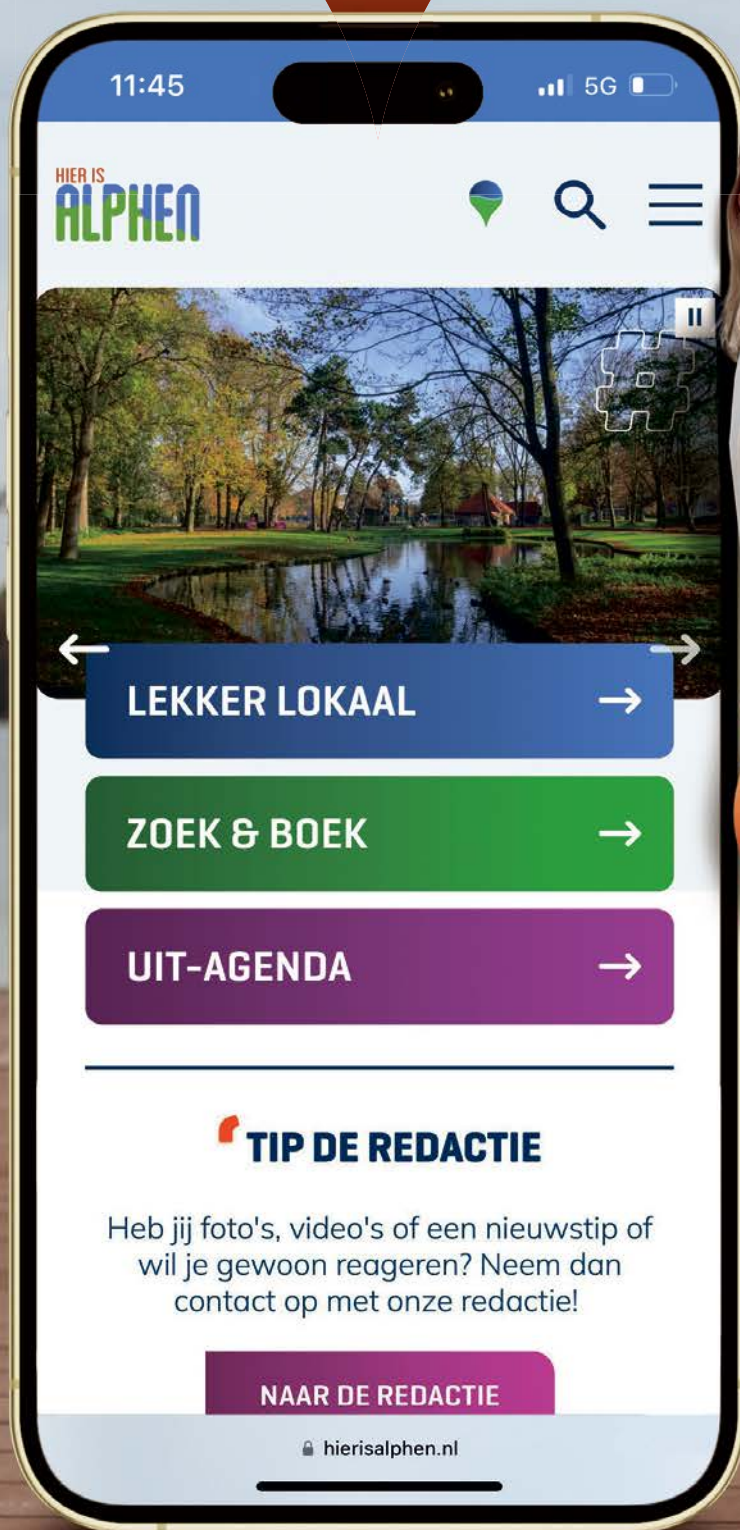 11:45
5G
HIER IS
ALPHEN
LEKKER LOKAAL
ZOEK & BOEK
UIT-AGENDA
TIP DE REDACTIE
Heb jij foto's, video's of een nieuwstip of
wil je gewoon reageren? Neem dan
contact op met onze redactie!
NAAR DE REDACTIE
hierisalphen.nl